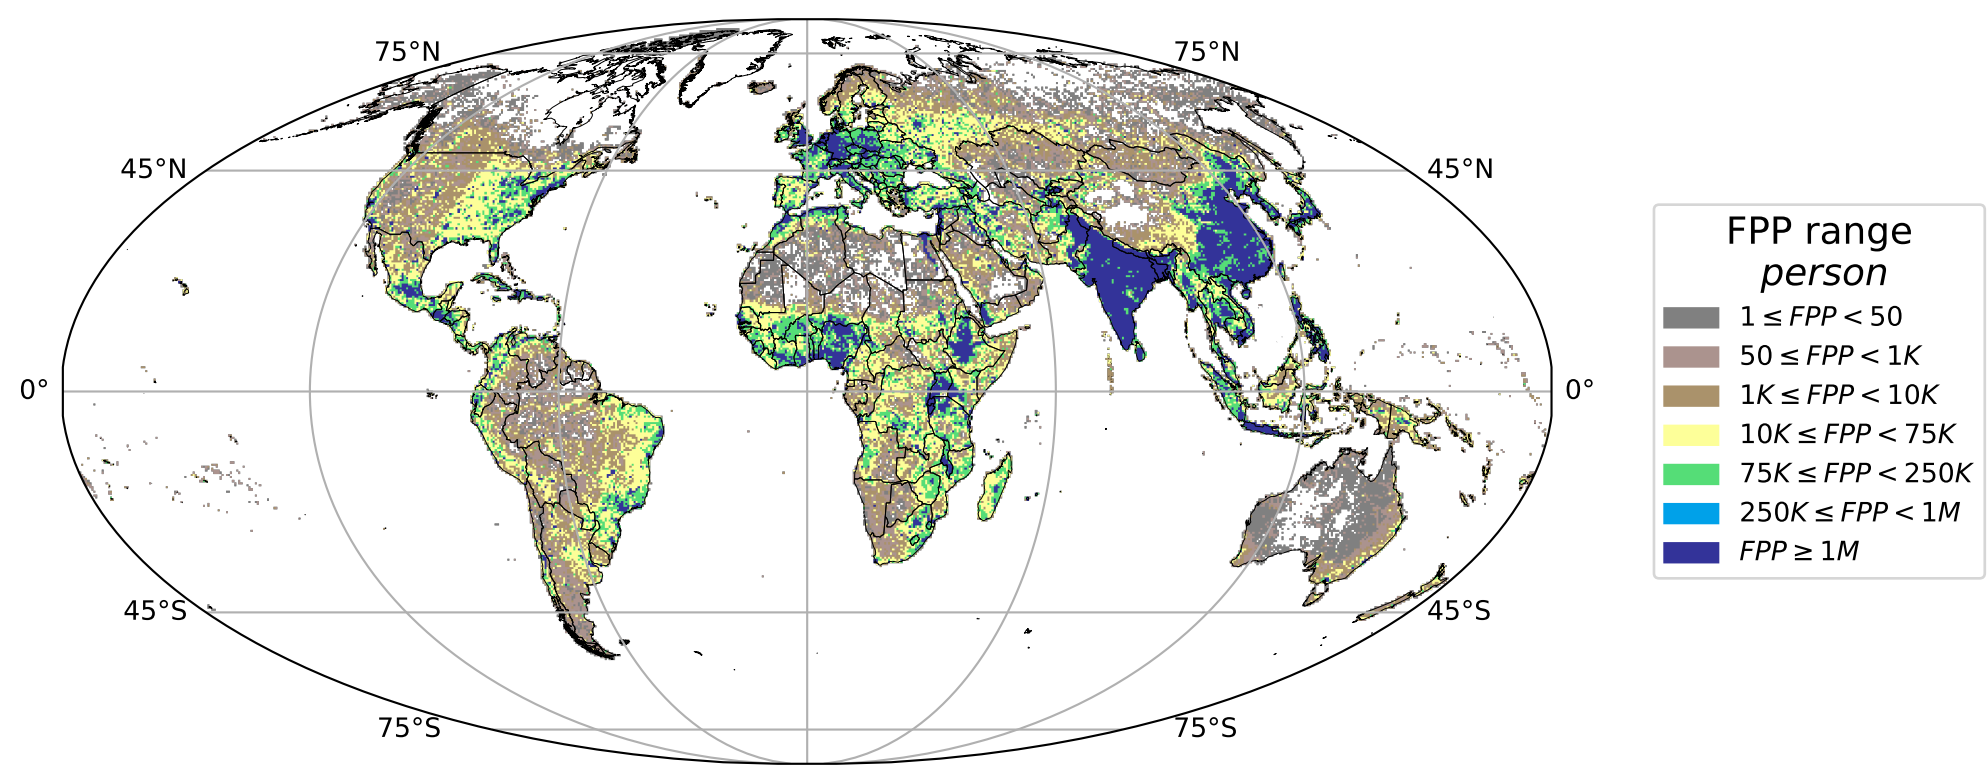 75°N 75°N
45°N 45°N
0° 0°
45°S 45°S
75°S 75°S
FPP range
person
1 ≤ FPP < 50
50 ≤ FPP < 1K
1K ≤ FPP < 10K
10K ≤ FPP < 75K
75K ≤ FPP < 250K
250K ≤ FPP < 1M
FPP ≥ 1M